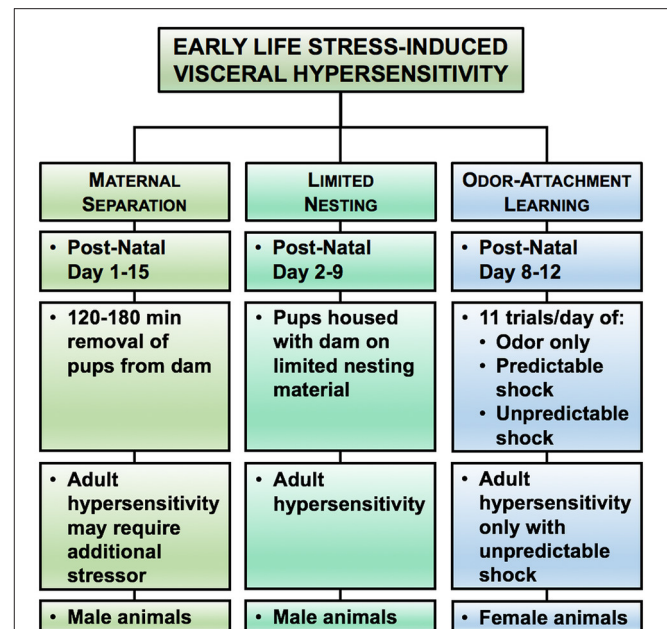 EARLY LIFE STRESS-INDUCED
VISCERAL HYPERSENSITIVITY
MATERNAL
SEPARATION
• Post-Natal
Day 1-15
• 120-180 min
removal of
pups from dam
• Adult
hypersensitivity
may require
additional
stressor
• Male animals
LIMITED
NESTING
• Post-Natal
Day 2-9
• Pups housed
with dam on
limited nesting
material
• Adult
hypersensitivity
• Male animals
ODOR-ATTACHMENT
LEARNING
• Post-Natal
Day 8-12
• 11 trials/day of:
• Odor only
• Predictable
shock
• Unpredictable
shock
• Adult
hypersensitivity
only with
unpredictable
shock
• Female animals